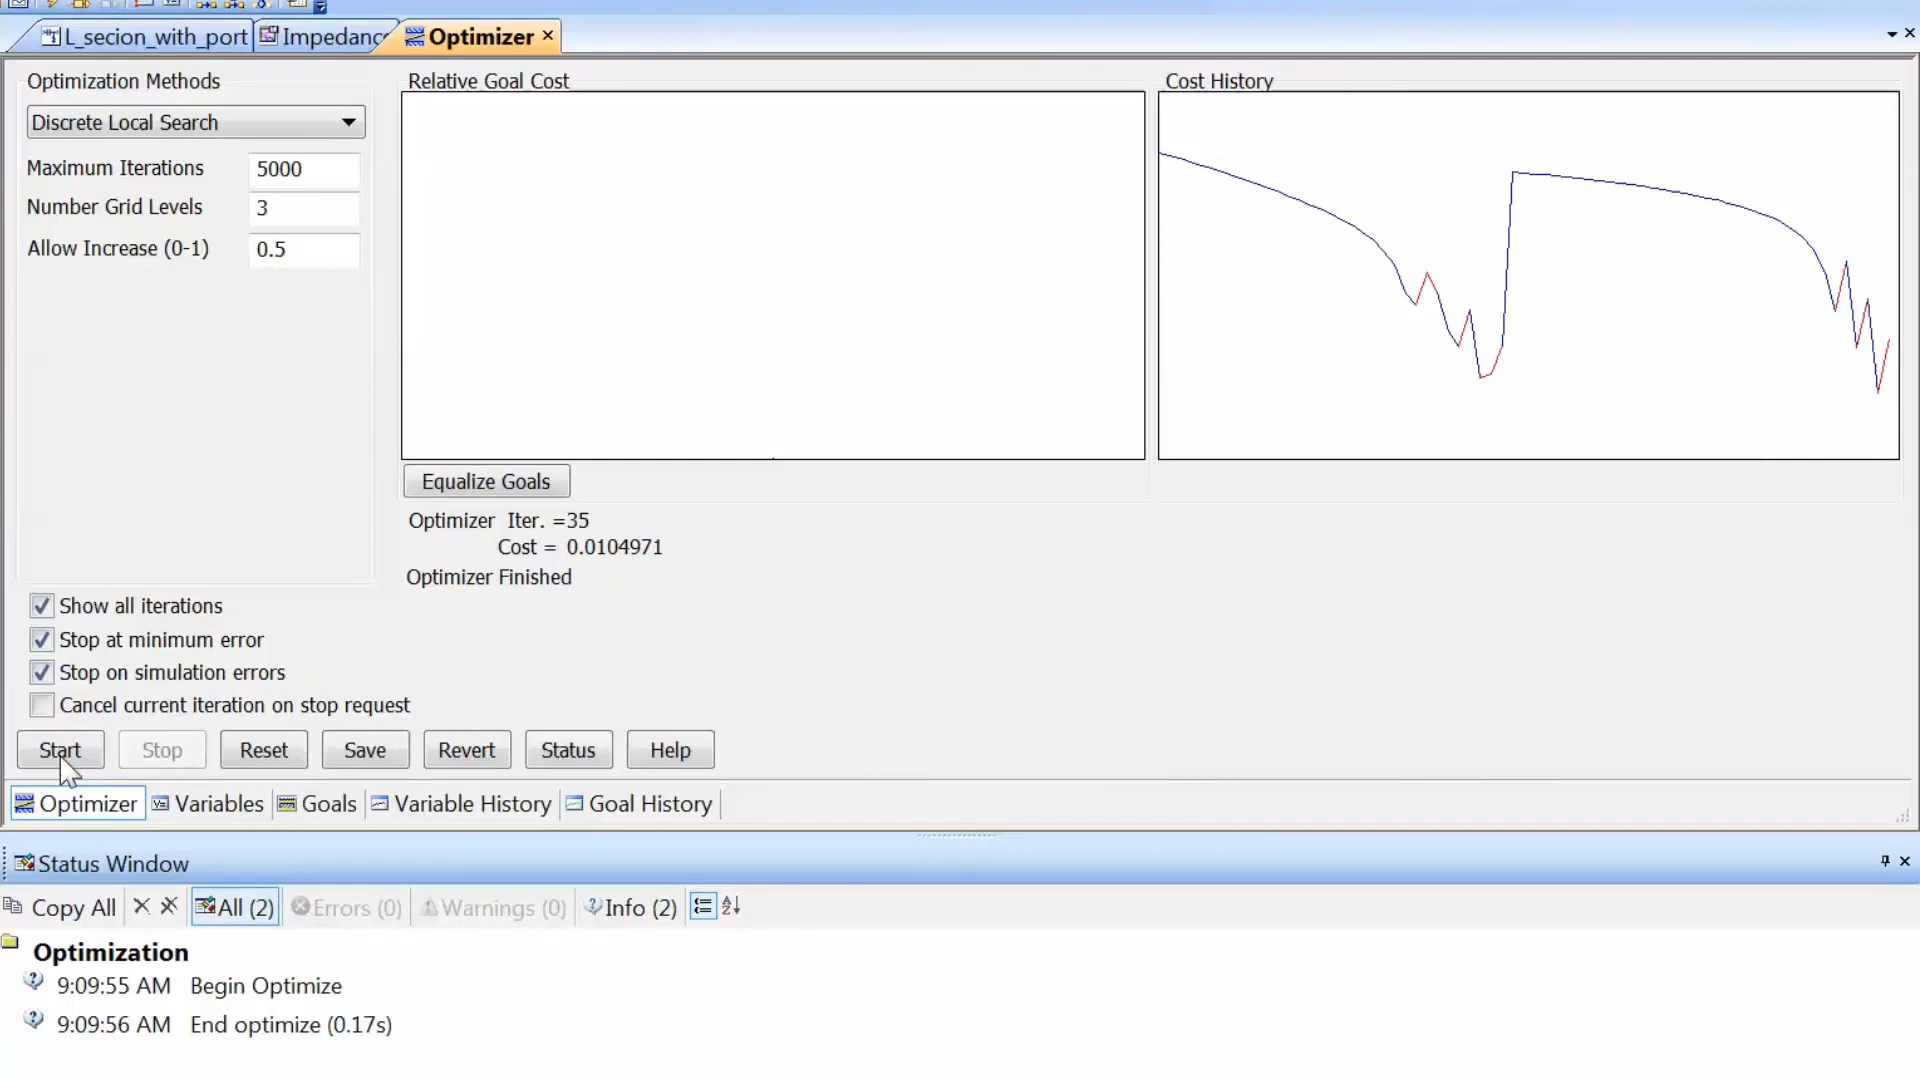 L_secion_with_port Impedanc Optimizer
Optimization Methods
Relative Goal Cost
Cost History
Discrete Local Search
Maximum Iterations 5000
Number Grid Levels 3
Allow Increase (0-1) 0.5
Equalize Goals
Optimizer Iter. =35
Cost = 0.0104971
Optimizer Finished
Show all iterations
Stop at minimum error
Stop on simulation errors
Cancel current iteration on stop request
Start Stop Reset Save Revert Status Help
Optimizer Variables Goals Variable History Goal History
Status Window
Copy All All (2) Errors (0) Warnings (0) Info (2)
Optimization
9:09:55 AM Begin Optimize
9:09:56 AM End optimize (0.17s)